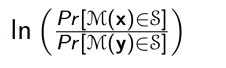 ln ( Pr[ℳ(x)∈𝒮] / Pr[ℳ(y)∈𝒮] )